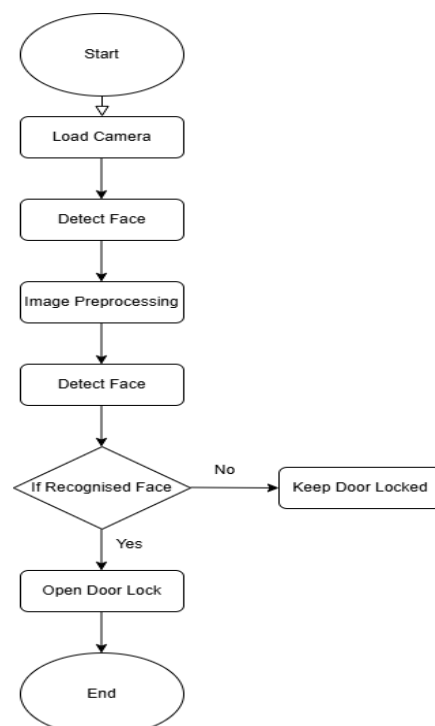 Start
Load Camera
Detect Face
Image Preprocessing
Detect Face
If Recognised Face
No
Keep Door Locked
Yes
Open Door Lock
End